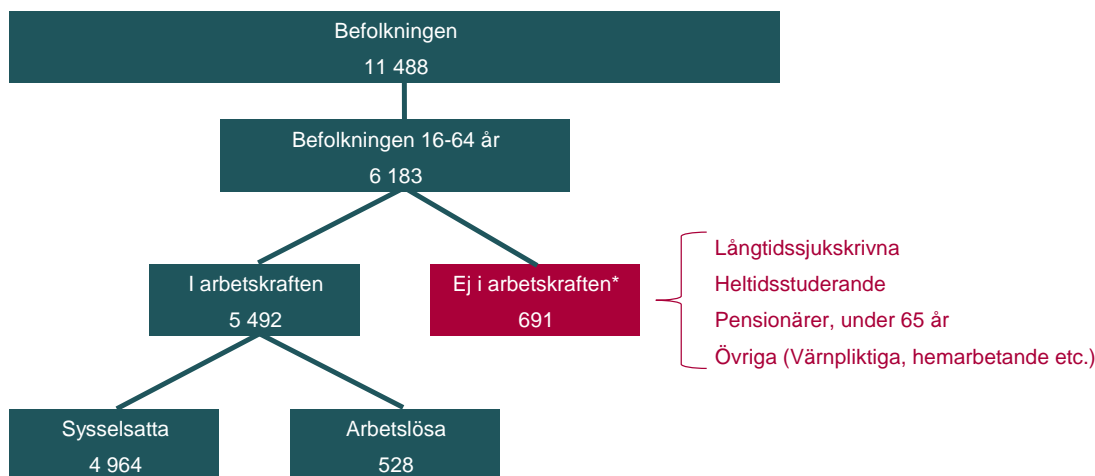 Befolkningen
11 488
Befolkningen 16-64 år
6 183
I arbetskraften
5 492
Ej i arbetskraften*
691
Långtidssjukskrivna
Heltidsstuderande
Pensionärer, under 65 år
Övriga (Värnpliktiga, hemarbetande etc.)
Sysselsatta
4 964
Arbetslösa
528